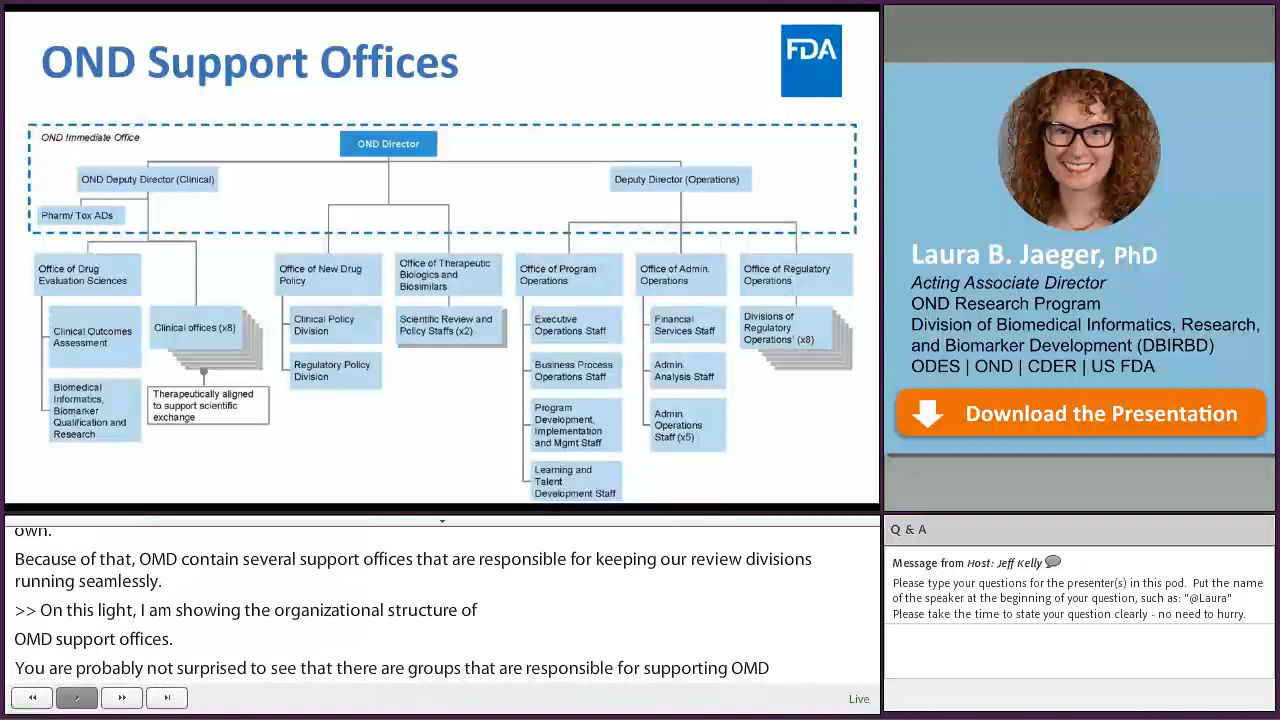 OND Support Offices
FDA
OND Immediate Office
OND Director
OND Deputy Director (Clinical)
Deputy Director (Operations)
Pharm/ Tox ADs
Office of Drug
Evaluation Sciences
Clinical Outcomes
Assessment
Biomedical
Informatics,
Biomarker
Qualification and
Research
Clinical offices (x8)
Therapeutically aligned
to support scientific
exchange
Office of New Drug
Policy
Clinical Policy
Division
Regulatory Policy
Division
Office of Therapeutic
Biologics and
Biosimilars
Scientific Review and
Policy Staffs (x2)
Office of Program
Operations
Executive
Operations Staff
Business Process
Operations Staff
Program
Development,
Implementation
and Mgmt Staff
Learning and
Talent
Development Staff
Office of Admin.
Operations
Financial
Services Staff
Admin
Analysis Staff
Admin
Operations
Staff (x5)
Office of Regulatory
Operations
Divisions of
Regulatory
Operations¹ (x8)
Laura B. Jaeger, PhD
Acting Associate Director
OND Research Program
Division of Biomedical Informatics, Research,
and Biomarker Development (DBIRBD)
ODES | OND | CDER | US FDA
Download the Presentation
own.
Because of that, OMD contain several support offices that are responsible for keeping our review divisions
running seamlessly.
>> On this light, I am showing the organizational structure of
OMD support offices.
You are probably not surprised to see that there are groups that are responsible for supporting OMD
Live
Q & A
Message from Host: Jeff Kelly
Please type your questions for the presenter(s) in this pod.  Put the name
of the speaker at the beginning of your question, such as: "@Laura"
Please take the time to state your question clearly - no need to hurry.